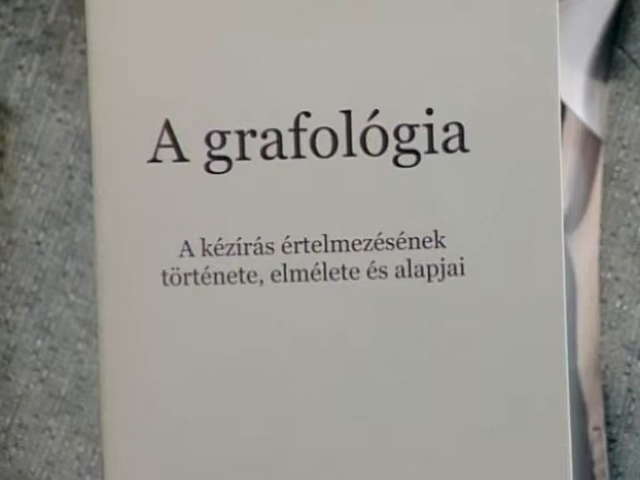 A grafológia
A kézírás értelmezésének
története, elmélete és alapjai